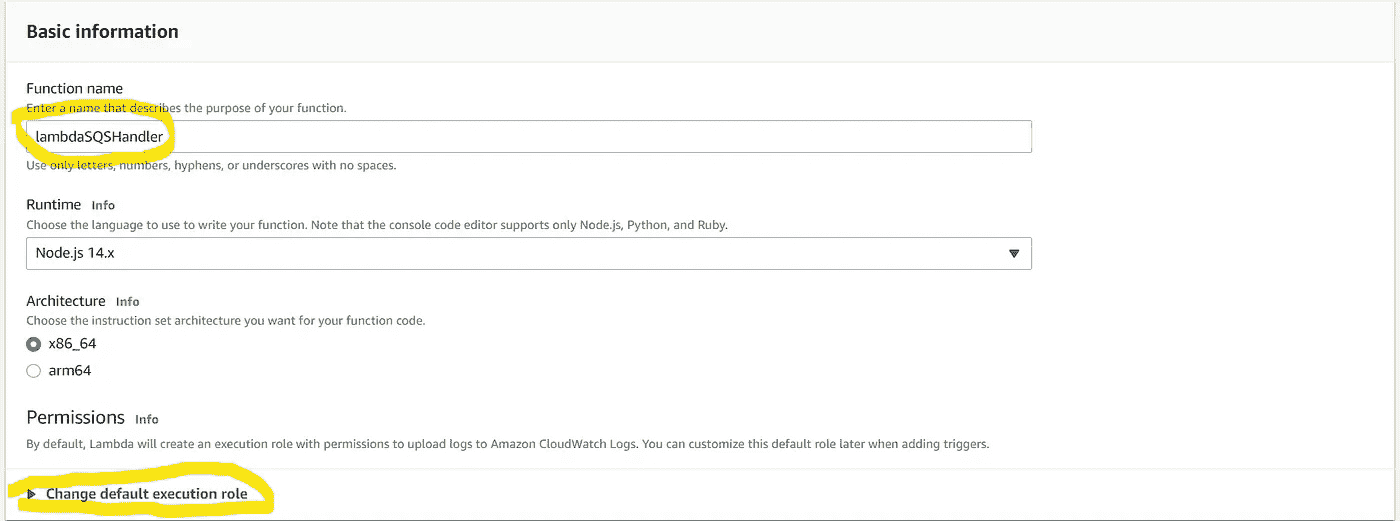 Basic information
Function name
Enter a name that describes the purpose of your function.
lambdaSQSHandler
Use only letters, numbers, hyphens, or underscores with no spaces.
Runtime Info
Choose the language to use to write your function. Note that the console code editor supports only Node.js, Python, and Ruby.
Node.js 14.x
Architecture Info
Choose the instruction set architecture you want for your function code.
x86_64
arm64
Permissions Info
By default, Lambda will create an execution role with permissions to upload logs to Amazon CloudWatch Logs. You can customize this default role later when adding triggers.
Change default execution role